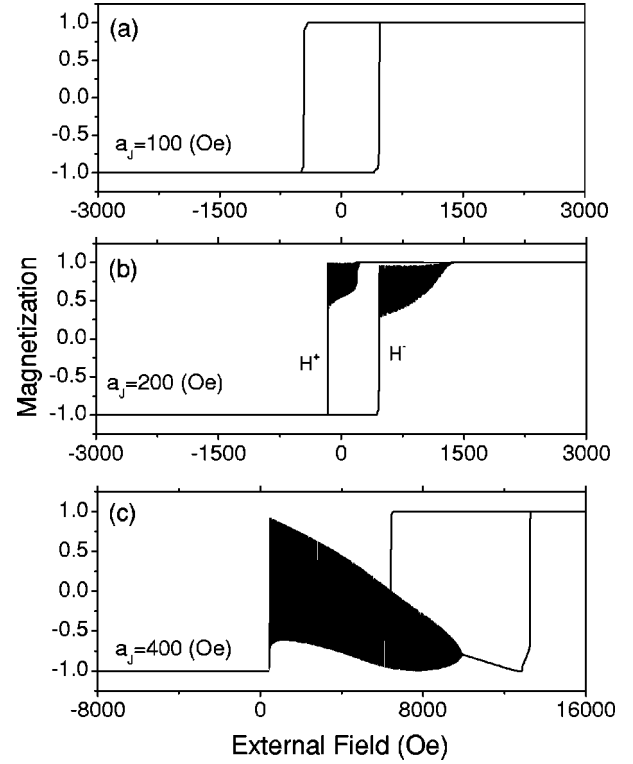 (a)
1.0
0.5
0.0
-0.5
-1.0
a_J=100 (Oe)
-3000 -1500 0 1500 3000
(b)
1.0
0.5
0.0
-0.5
-1.0
H⁺ H⁻
a_J=200 (Oe)
-3000 -1500 0 1500 3000
Magnetization
(c)
1.0
0.5
0.0
-0.5
-1.0
a_J=400 (Oe)
-8000 0 8000 16000
External Field (Oe)